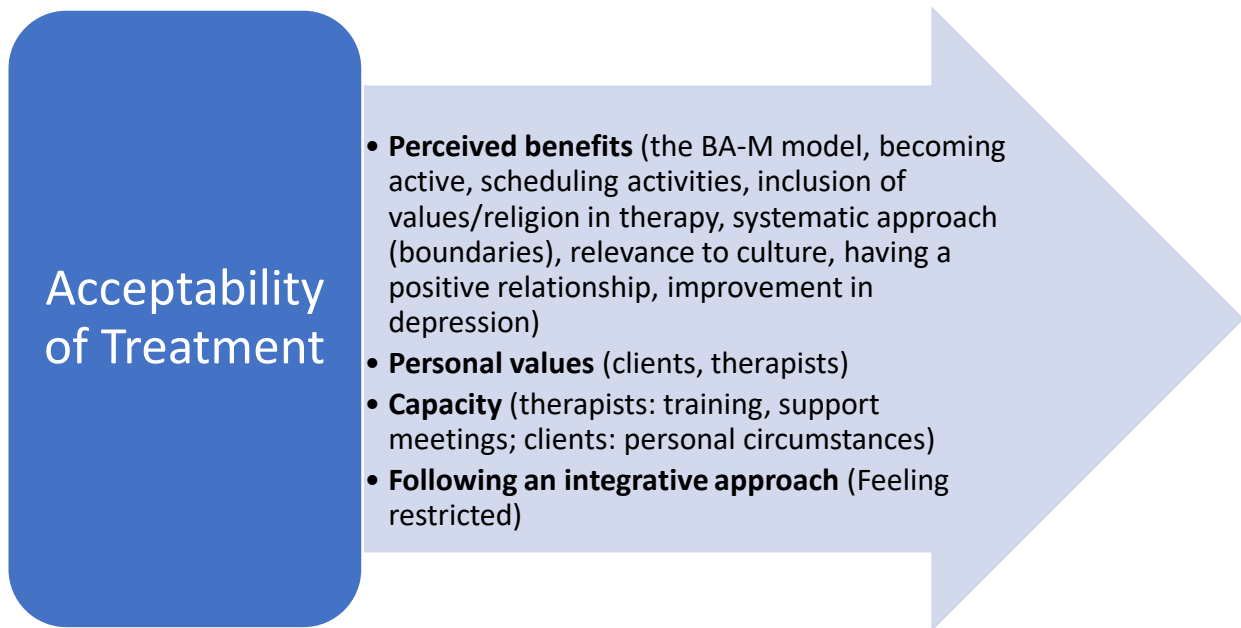 Acceptability
of Treatment
• Perceived benefits (the BA-M model, becoming
active, scheduling activities, inclusion of
values/religion in therapy, systematic approach
(boundaries), relevance to culture, having a
positive relationship, improvement in
depression)
• Personal values (clients, therapists)
• Capacity (therapists: training, support
meetings; clients: personal circumstances)
• Following an integrative approach (Feeling
restricted)